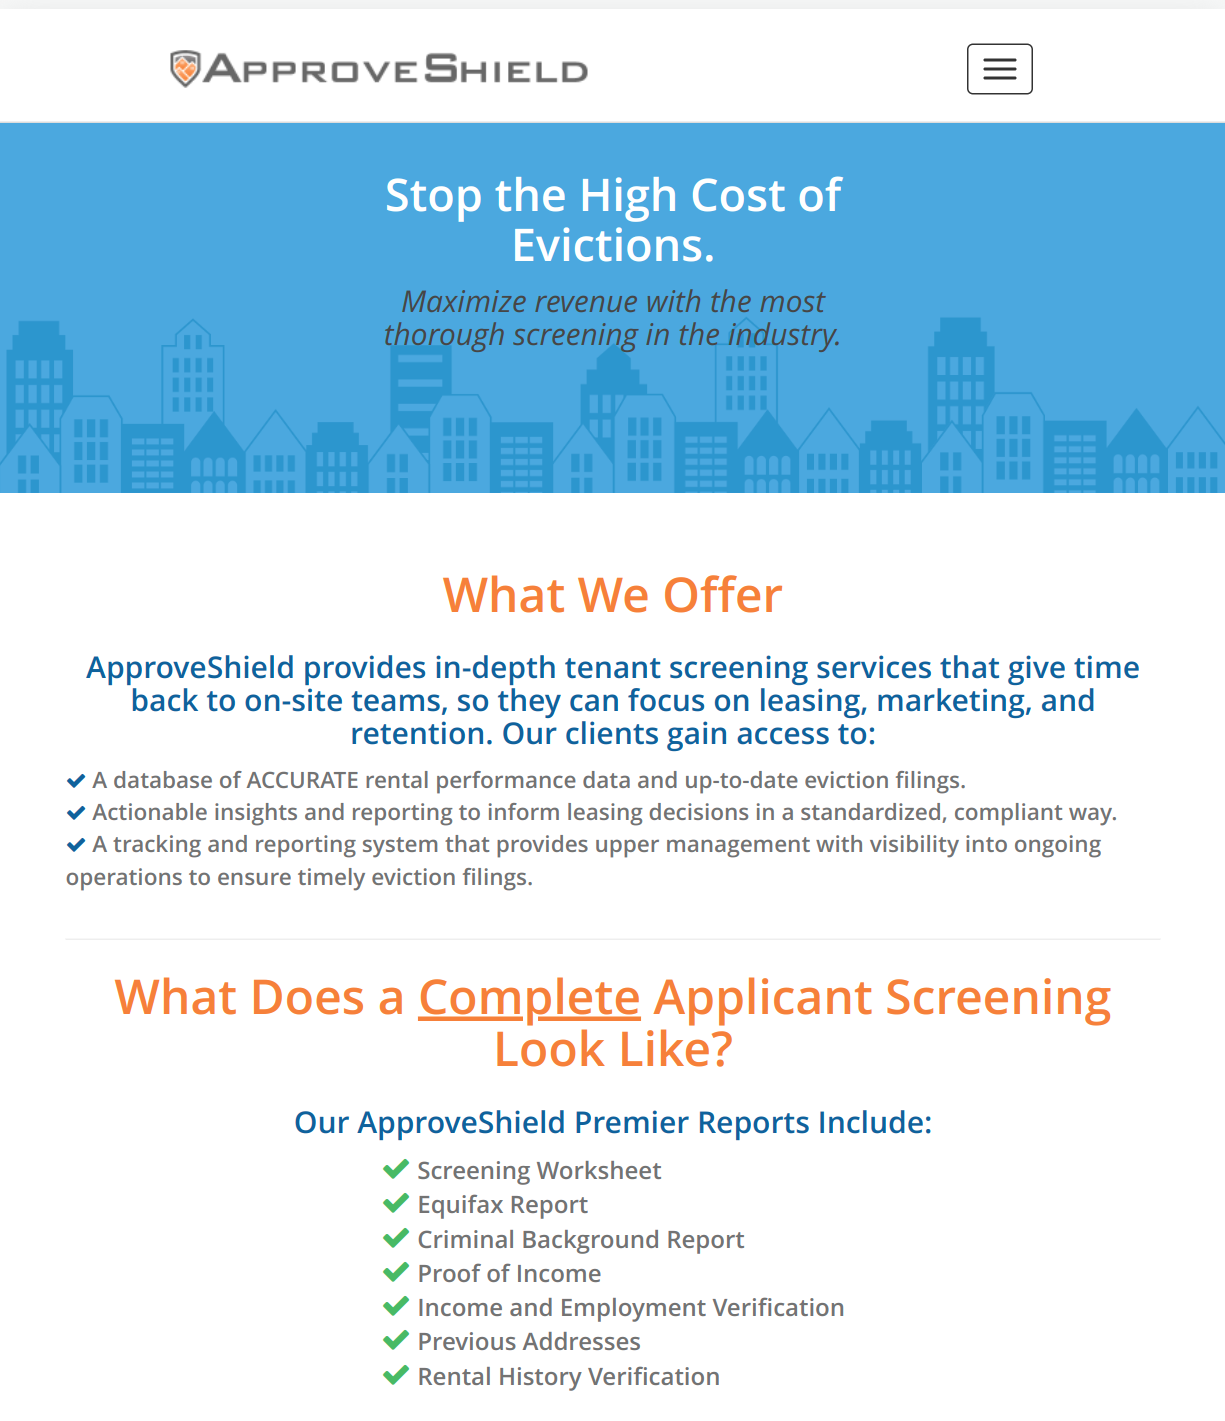 APPROVESHIELD
Stop the High Cost of
Evictions.
Maximize revenue with the most
thorough screening in the industry.
What We Offer
ApproveShield provides in-depth tenant screening services that give time
back to on-site teams, so they can focus on leasing, marketing, and
retention. Our clients gain access to:
A database of ACCURATE rental performance data and up-to-date eviction filings.
Actionable insights and reporting to inform leasing decisions in a standardized, compliant way.
A tracking and reporting system that provides upper management with visibility into ongoing
operations to ensure timely eviction filings.
What Does a Complete Applicant Screening
Look Like?
Our ApproveShield Premier Reports Include:
Screening Worksheet
Equifax Report
Criminal Background Report
Proof of Income
Income and Employment Verification
Previous Addresses
Rental History Verification